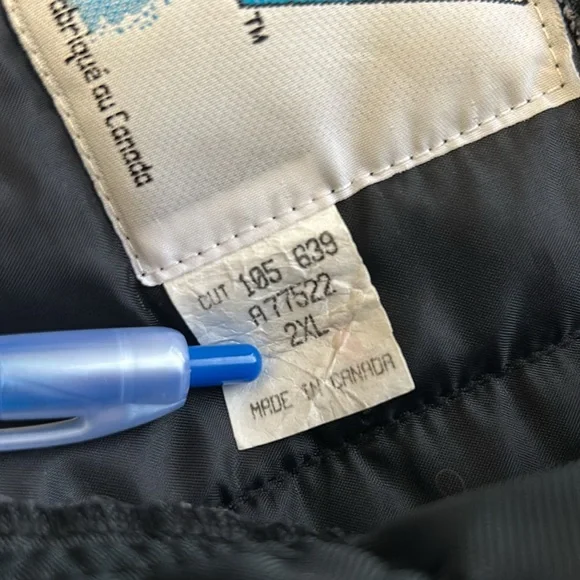 Fabriqué au Canada
TM
CUT 105 639
A77522
2XL
MADE IN CANADA